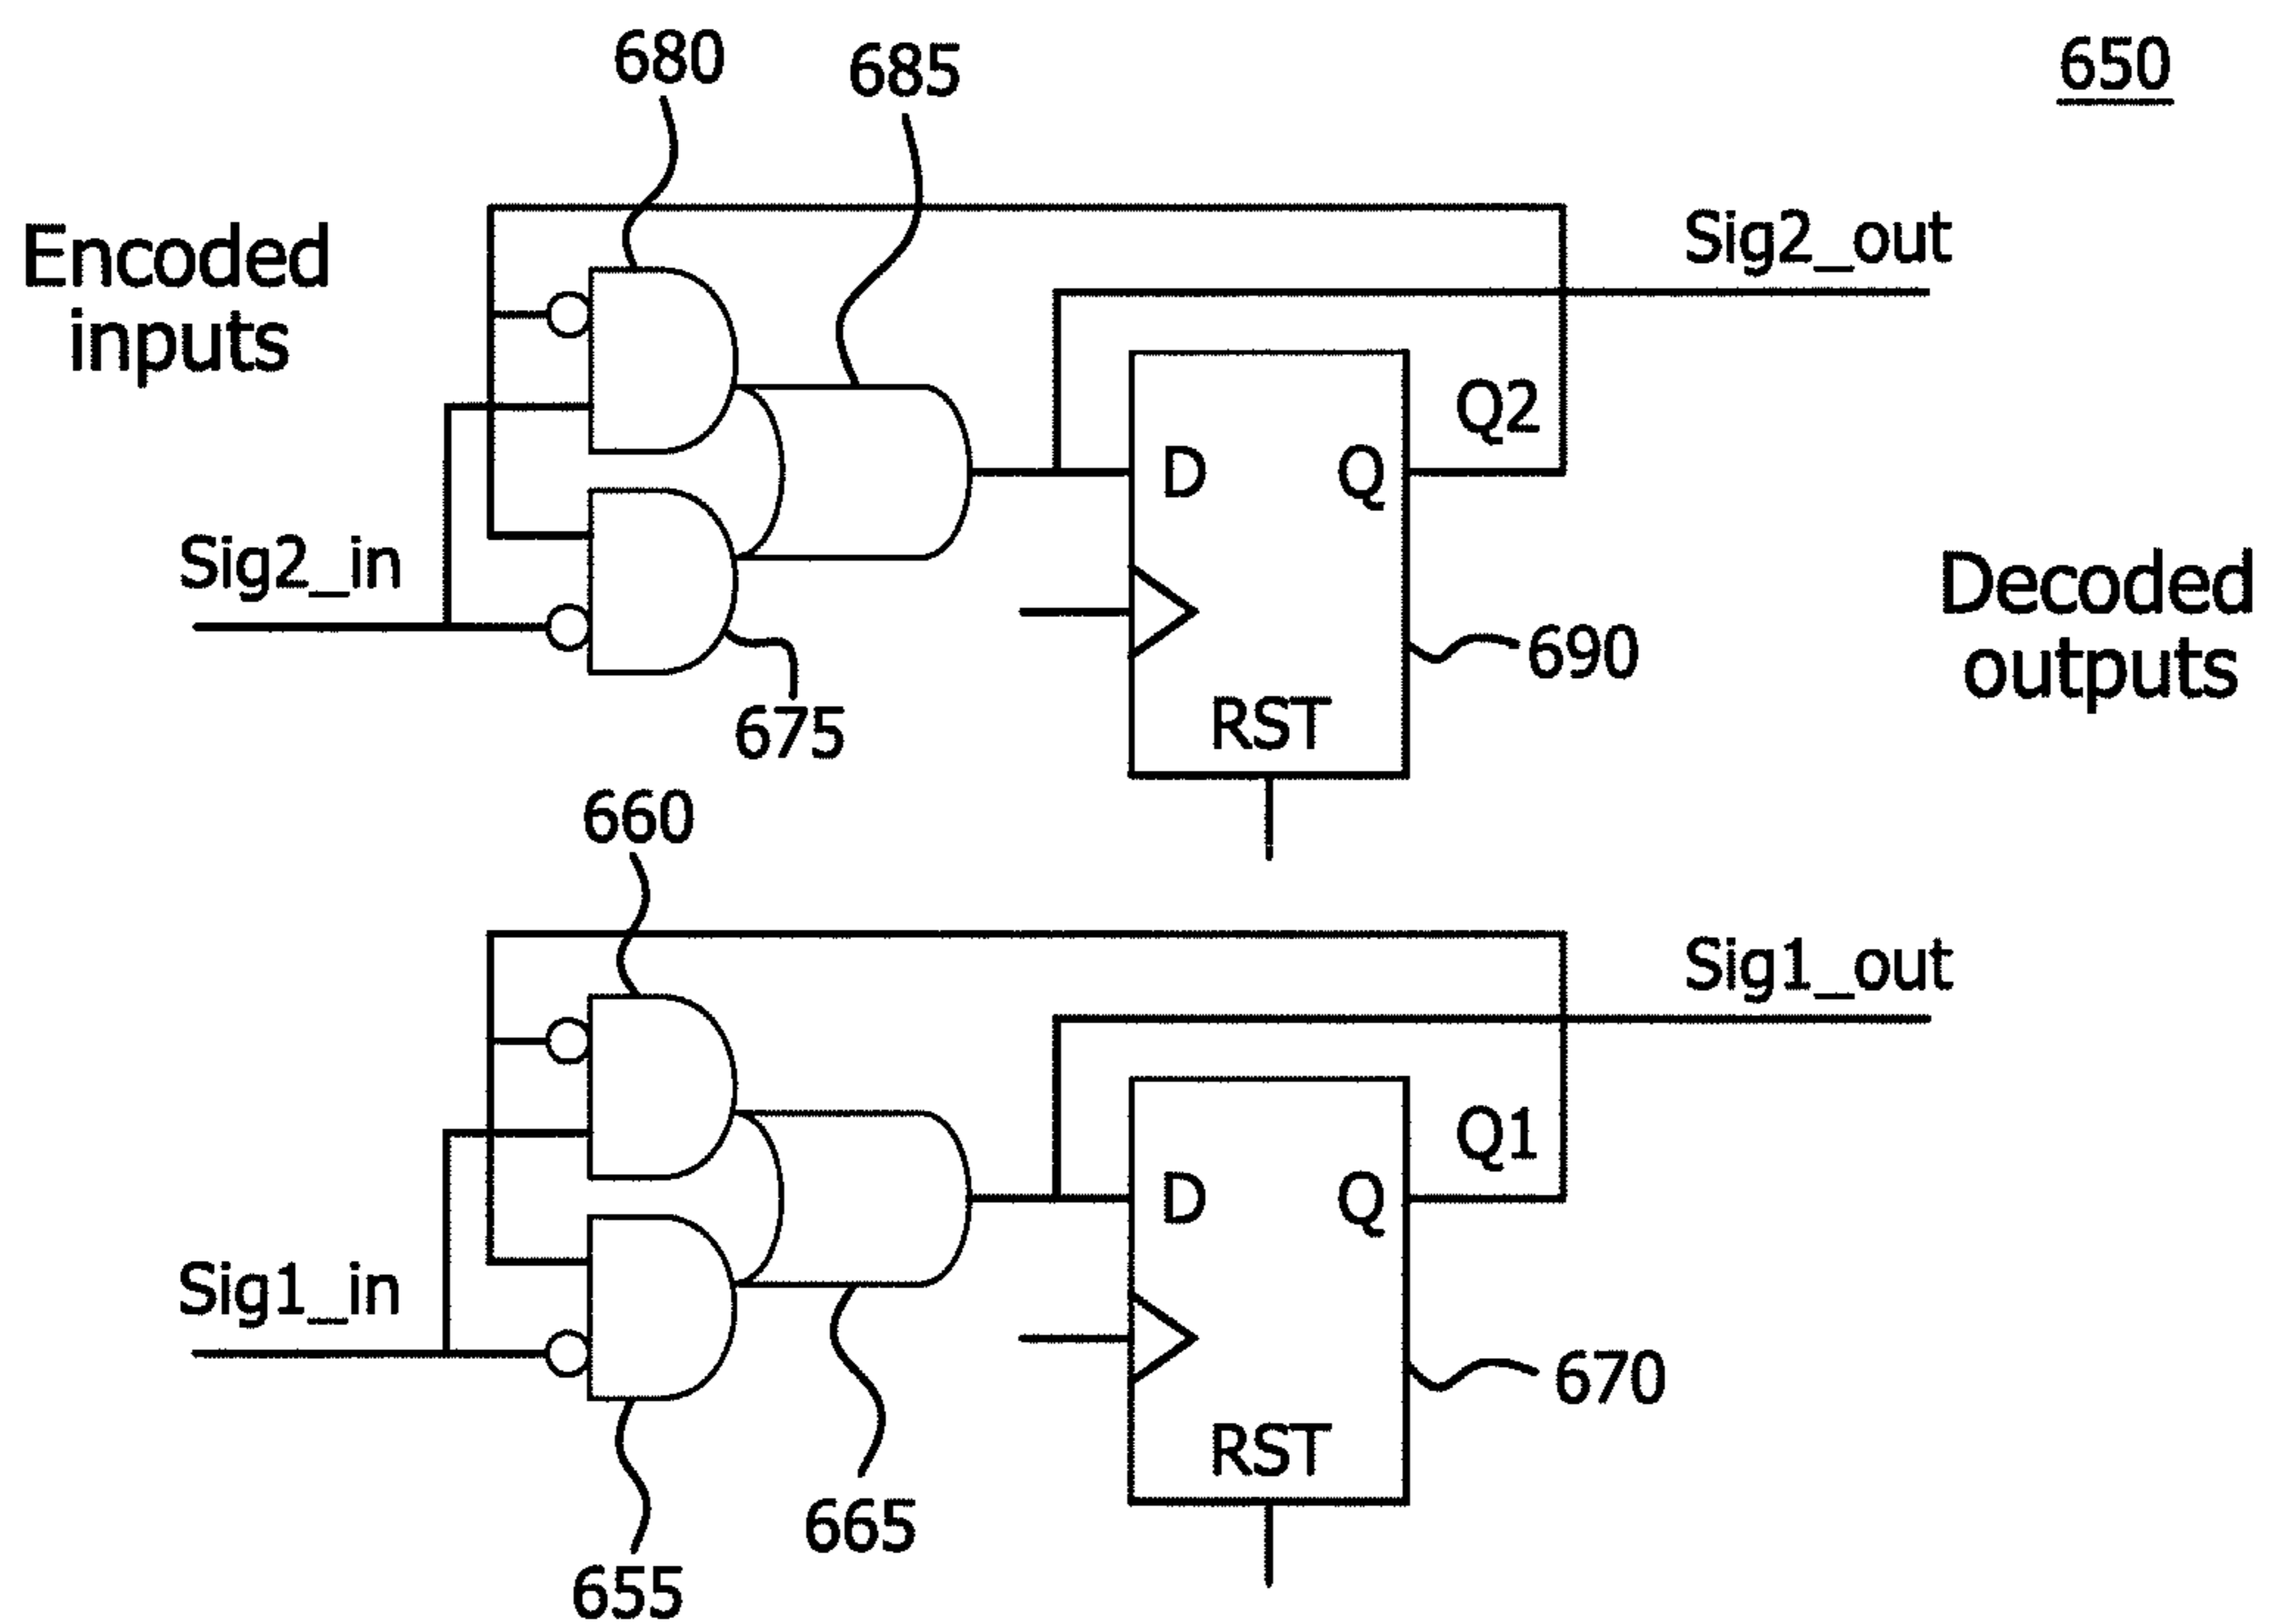 680
685
650
Encoded
inputs
Sig2_out
Q2
D
Q
Sig2_in
Decoded
outputs
690
RST
675
660
Sig1_out
Q1
D
Q
Sig1_in
670
RST
665
655